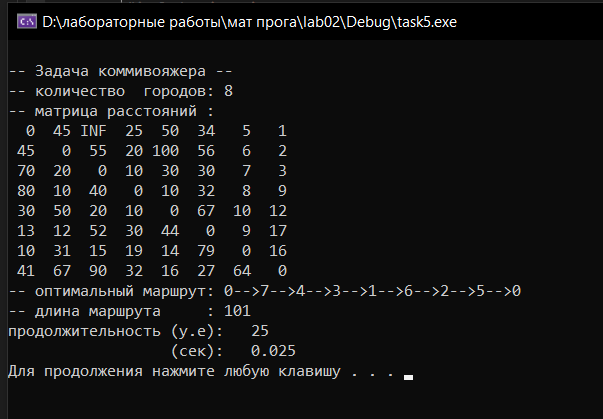 D:\лабораторные работы\мат прога\lab02\Debug\task5.exe
-- Задача коммивояжера --
-- количество  городов: 8
-- матрица расстояний :
  0  45 INF  25  50  34   5   1
 45   0  55  20 100  56   6   2
 70  20   0  10  30  30   7   3
 80  10  40   0  10  32   8   9
 30  50  20  10   0  67  10  12
 13  12  52  30  44   0   9  17
 10  31  15  19  14  79   0  16
 41  67  90  32  16  27  64   0
-- оптимальный маршрут: 0-->7-->4-->3-->1-->6-->2-->5-->0
-- длина маршрута     : 101
продолжительность (у.е):   25
                  (сек):   0.025
Для продолжения нажмите любую клавишу . . .